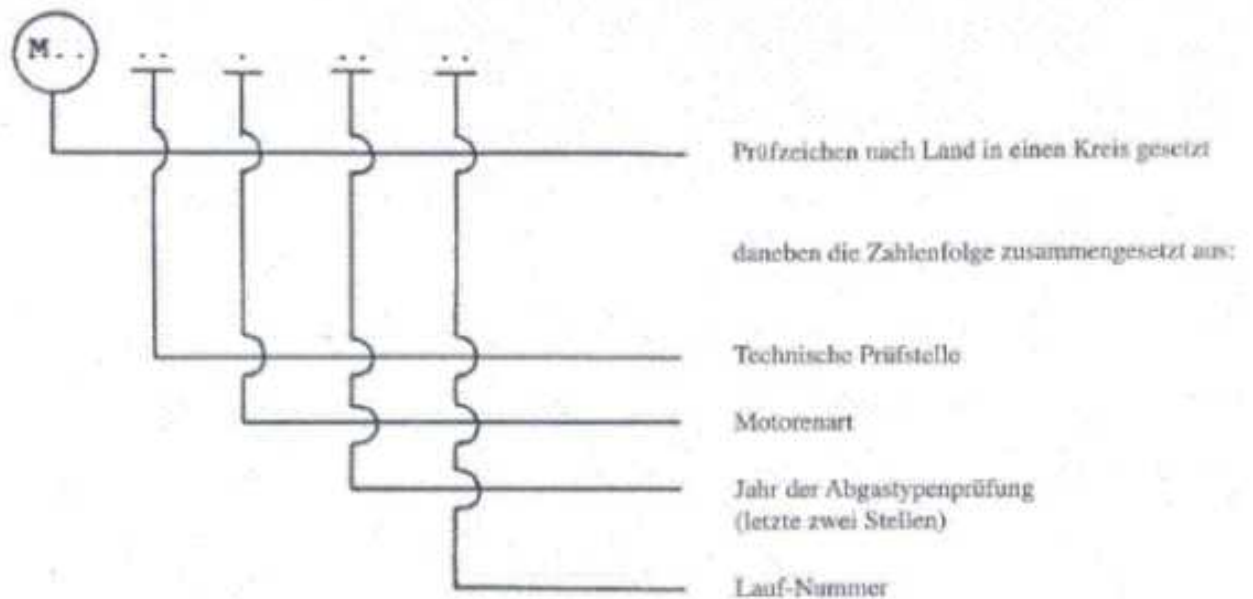 M. .   . .   .   . .   . .
Prüfzeichen nach Land in einen Kreis gesetzt
daneben die Zahlenfolge zusammengesetzt aus:
Technische Prüfstelle
Motorenart
Jahr der Abgastypenprüfung
(letzte zwei Stellen)
Lauf-Nummer